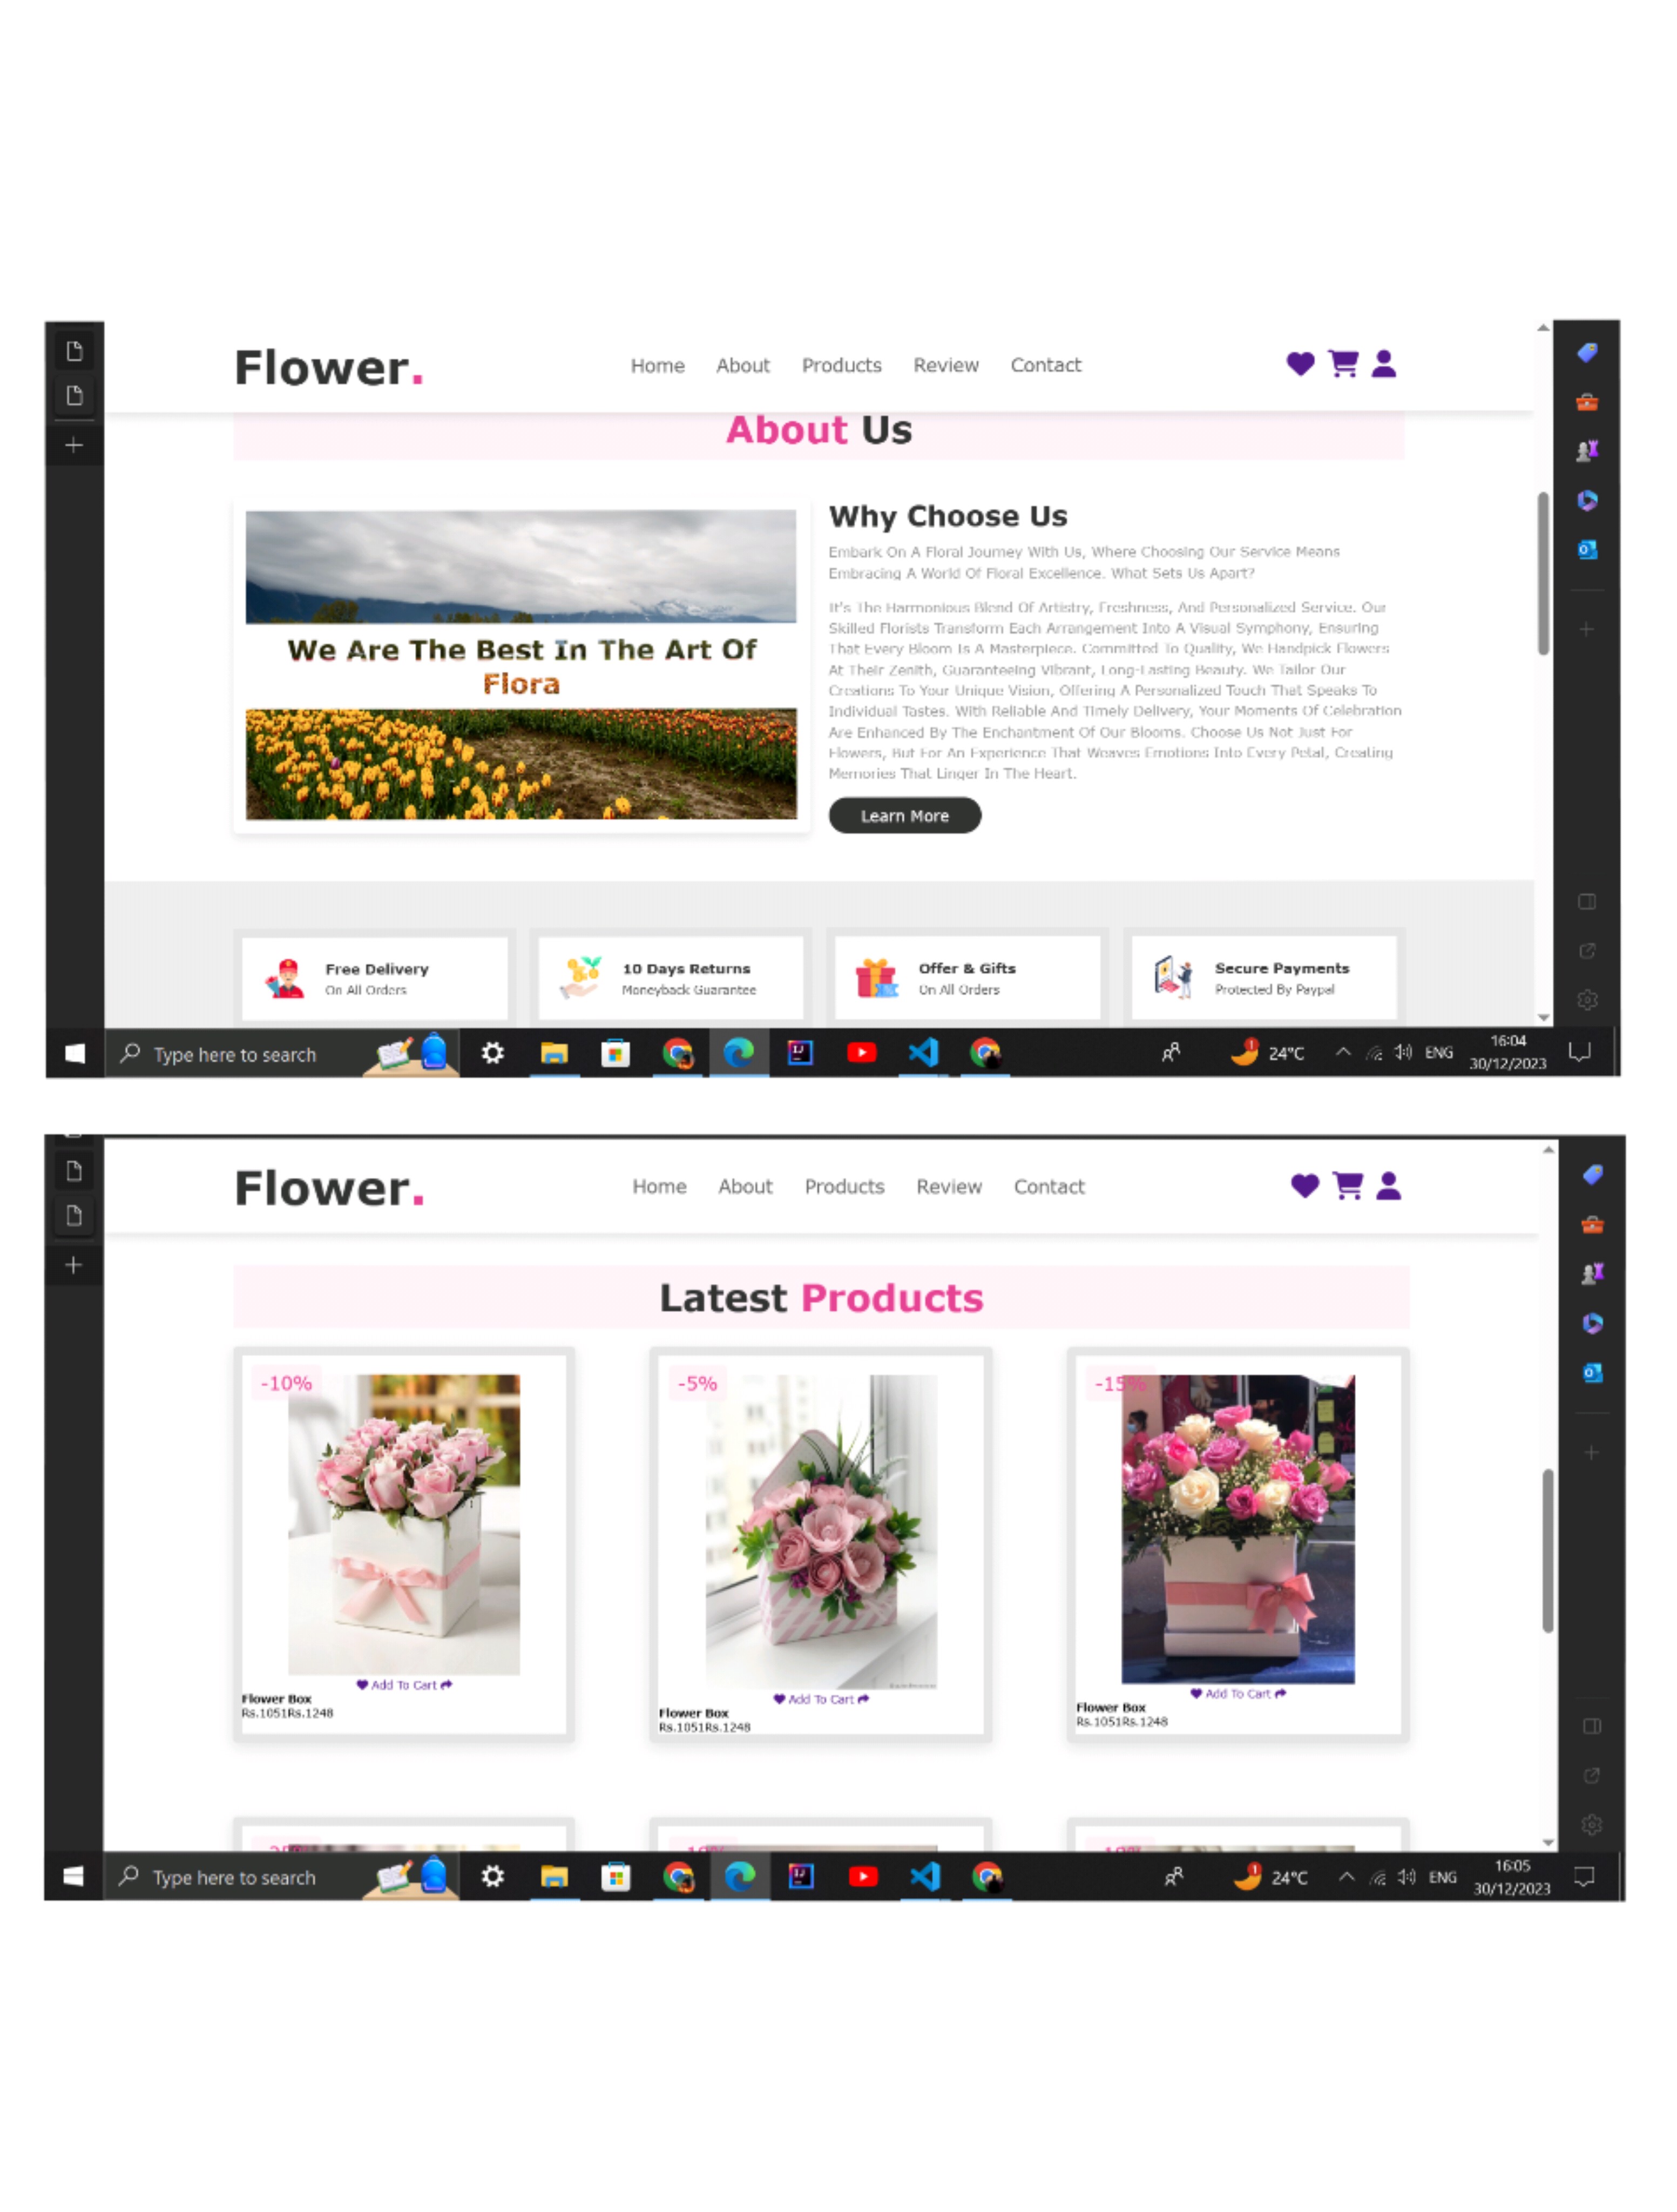 Flower.
Home About Products Review Contact
About Us
We Are The Best In The Art Of
Flora
Why Choose Us
Embark On A Floral Journey With Us, Where Choosing Our Service Means
Embracing A World Of Floral Excellence. What Sets Us Apart?
It's The Harmonious Blend Of Artistry, Freshness, And Personalized Service. Our
Skilled Florists Transform Each Arrangement Into A Visual Symphony, Ensuring
That Every Bloom Is A Masterpiece. Committed To Quality, We Handpick Flowers
At Their Zenith, Guaranteeing Vibrant, Long-Lasting Beauty. We Tailor Our
Creations To Your Unique Vision, Offering A Personalized Touch That Speaks To
Individual Tastes. With Reliable And Timely Delivery, Your Moments Of Celebration
Are Enhanced By The Enchantment Of Our Blooms. Choose Us Not Just For
Flowers, But For An Experience That Weaves Emotions Into Every Petal, Creating
Memories That Linger In The Heart.
Learn More
Free Delivery
On All Orders
10 Days Returns
Moneyback Guarantee
Offer & Gifts
On All Orders
Secure Payments
Protected By Paypal
Type here to search
1
24°C
ENG
16:04
30/12/2023
Flower.
Home About Products Review Contact
Latest Products
-10%
Add To Cart
Flower Box
Rs.1051Rs.1248
-5%
Add To Cart
Flower Box
Rs.1051Rs.1248
-15%
Add To Cart
Flower Box
Rs.1051Rs.1248
Type here to search
1
24°C
ENG
16:05
30/12/2023